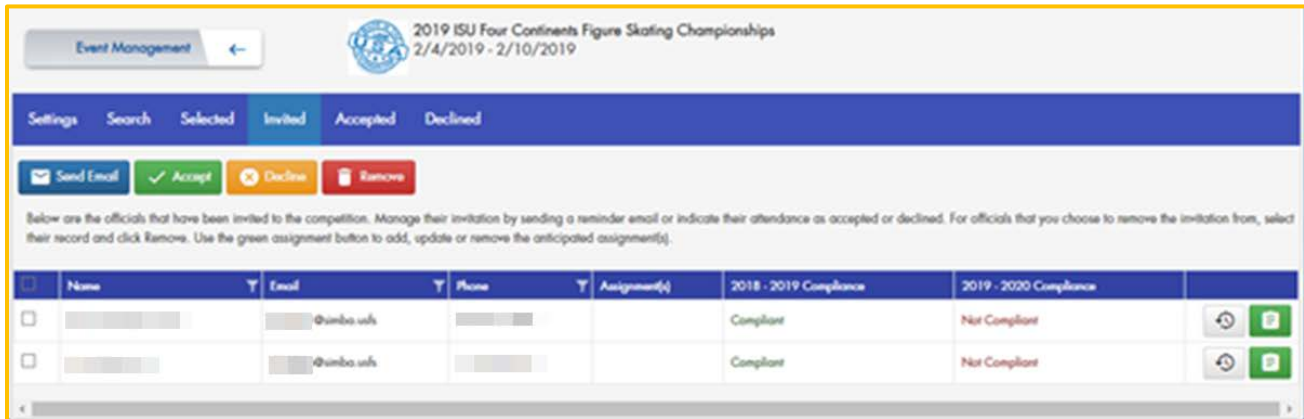 2019 ISU Four Continents Figure Skating Championships
Event Management
2/4/2019 - 2/10/2019
Settings Search Selected Invited Accepted Declined
Send Email Accept Decline Remove
Below are the officials that have been invited to the competition. Manage their invitation by sending a reminder email or indicate their attendance as accepted or declined. For officials that you choose to remove the invitation from, select
their record and click Remove. Use the green assignment button to add, update or remove the anticipated assignment(s).
Name Email Phone Assignment(s) 2018 - 2019 Compliance 2019 - 2020 Compliance
@simba.usfs Compliant Not Compliant
@simba.usfs Compliant Not Compliant